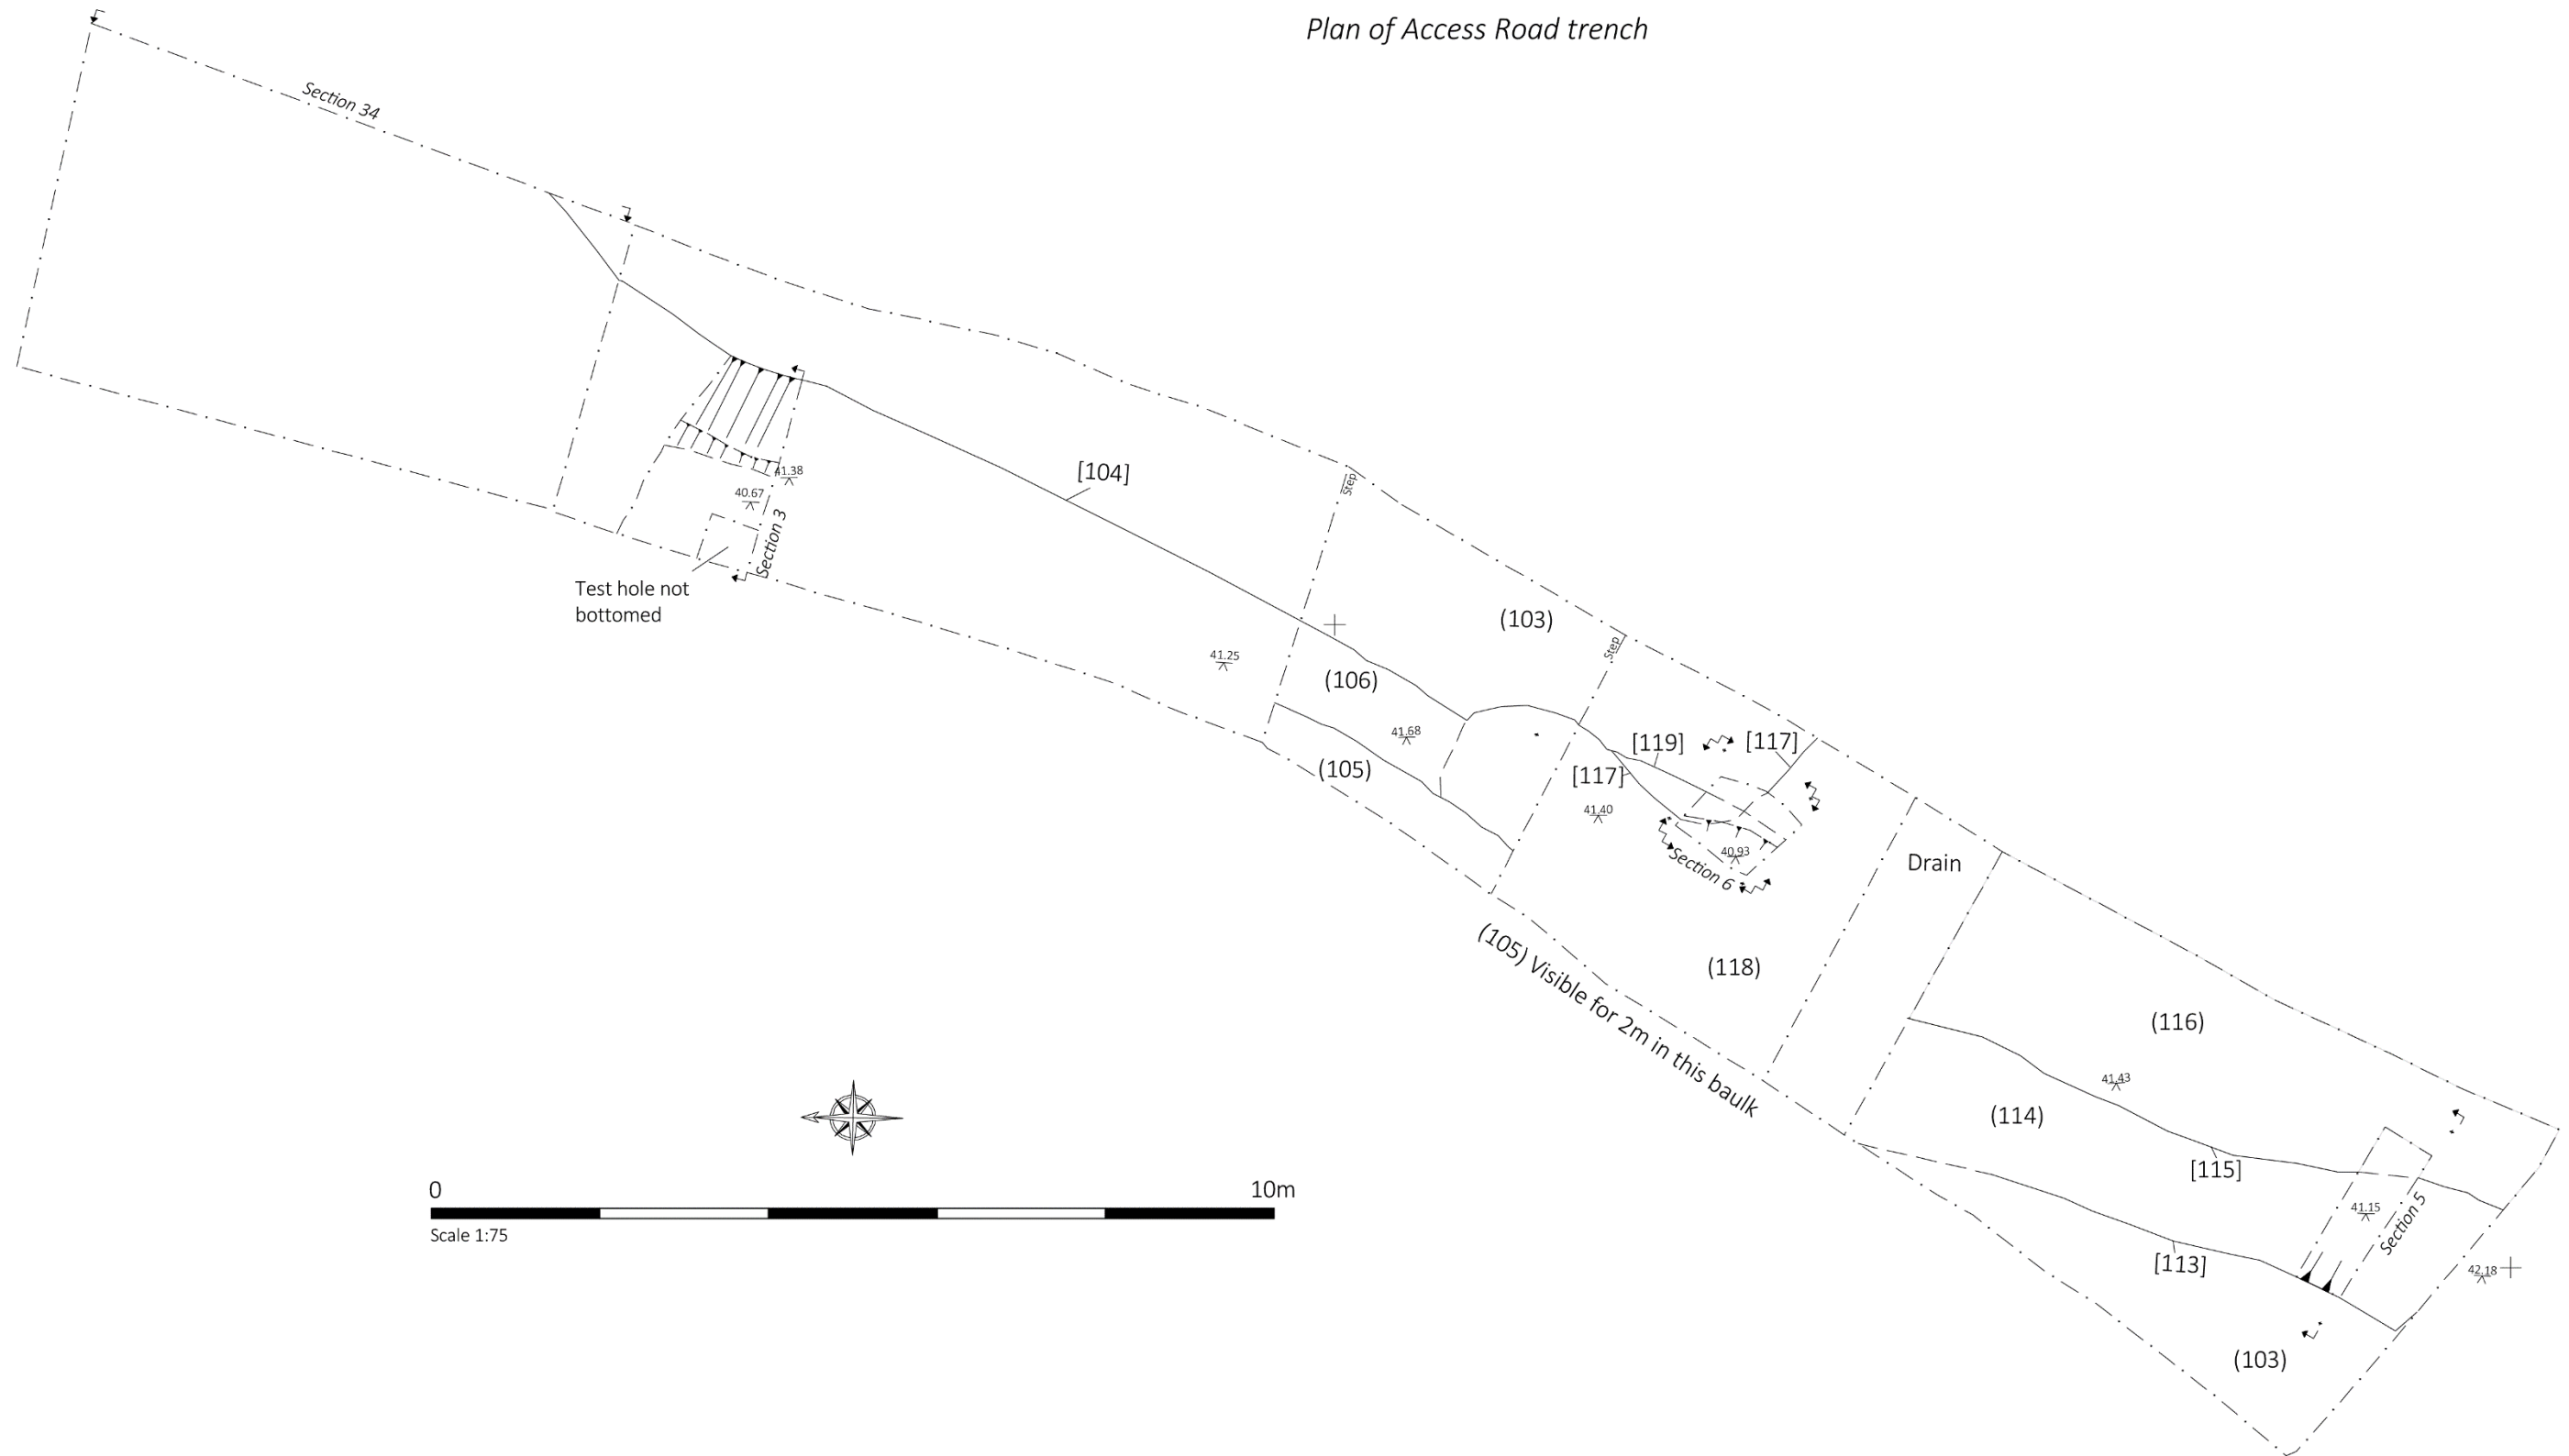 Plan of Access Road trench
Section 34
[104]
Step
41.38
40.67
Section 3
Test hole not
bottomed
(103)
41.25
Step
(106)
41.68
(105)
[119]
[117]
[117]
41.40
40.93
Section 6
Drain
(105) Visible for 2m in this baulk
(118)
(116)
41.43
(114)
[115]
41.15
Section 5
[113]
42.18
(103)
0
10m
Scale 1:75